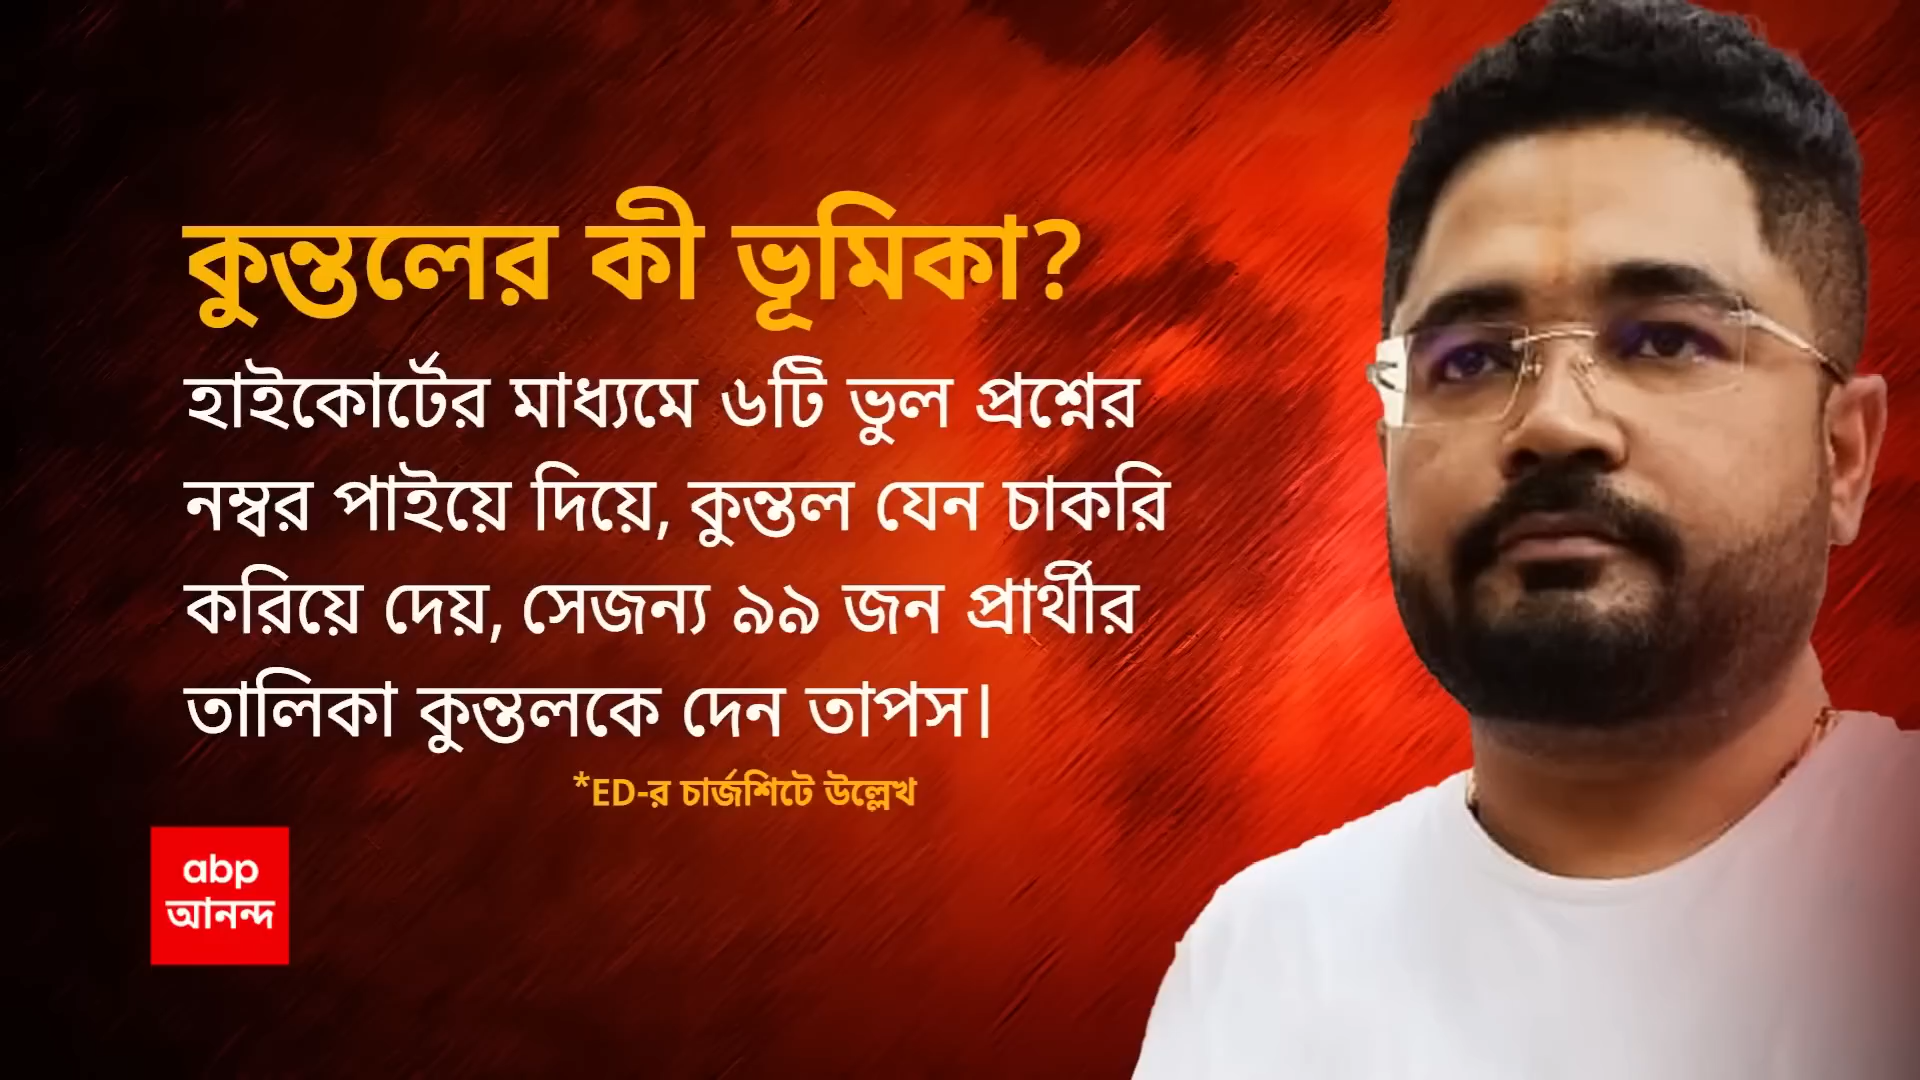 কুন্তলের কী ভূমিকা?
হাইকোর্টের মাধ্যমে ৬টি ভুল প্রশ্নের
নম্বর পাইয়ে দিয়ে, কুন্তল যেন চাকরি
করিয়ে দেয়, সেজন্য ৯৯ জন প্রার্থীর
তালিকা কুন্তলকে দেন তাপস।
*ED-র চার্জশিটে উল্লেখ
abp
আনন্দ